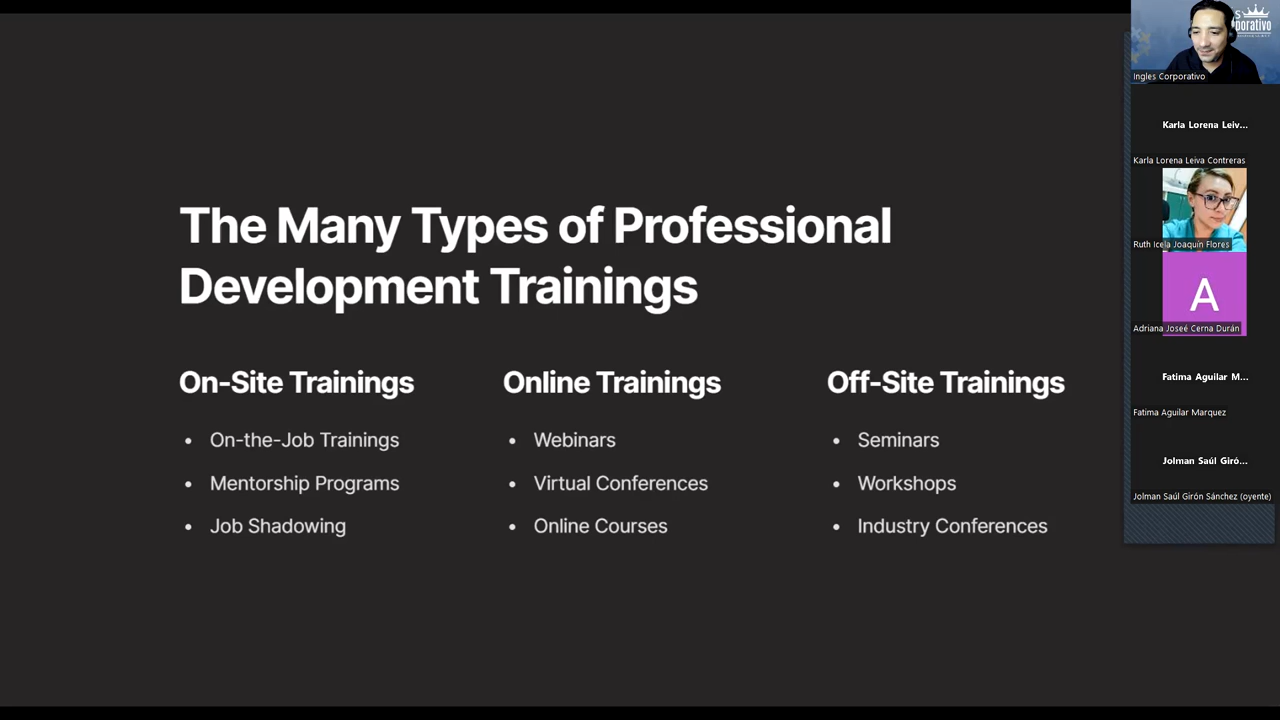 The Many Types of Professional
Development Trainings
On-Site Trainings
• On-the-Job Trainings
• Mentorship Programs
• Job Shadowing
Online Trainings
• Webinars
• Virtual Conferences
• Online Courses
Off-Site Trainings
• Seminars
• Workshops
• Industry Conferences
Ingles Corporativo
Karla Lorena Leiv...
Karla Lorena Leiva Contreras
Ruth Icela Joaquín Flores
A
Adriana Joseé Cerna Durán
Fatima Aguilar M...
Fatima Aguilar Marquez
Jolman Saúl Giró...
Jolman Saúl Girón Sánchez (oyente)